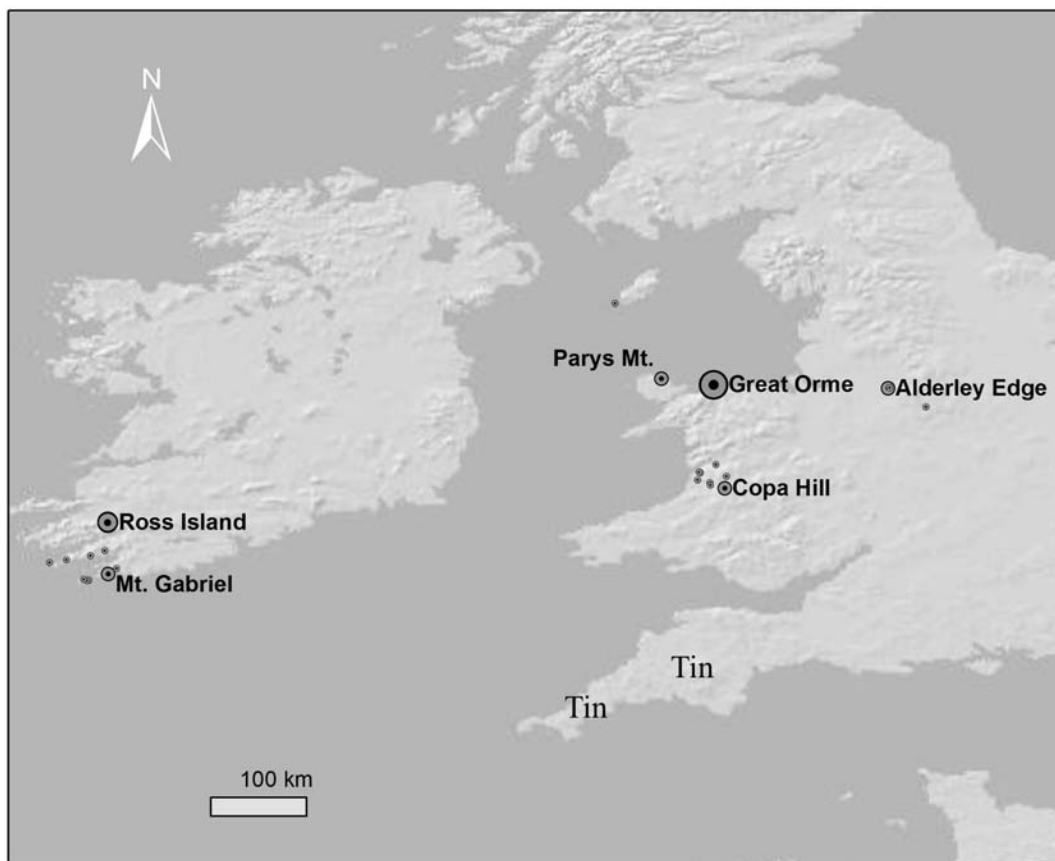 N
Parys Mt.
Great Orme
Alderley Edge
Copa Hill
Ross Island
Mt. Gabriel
Tin
Tin
100 km